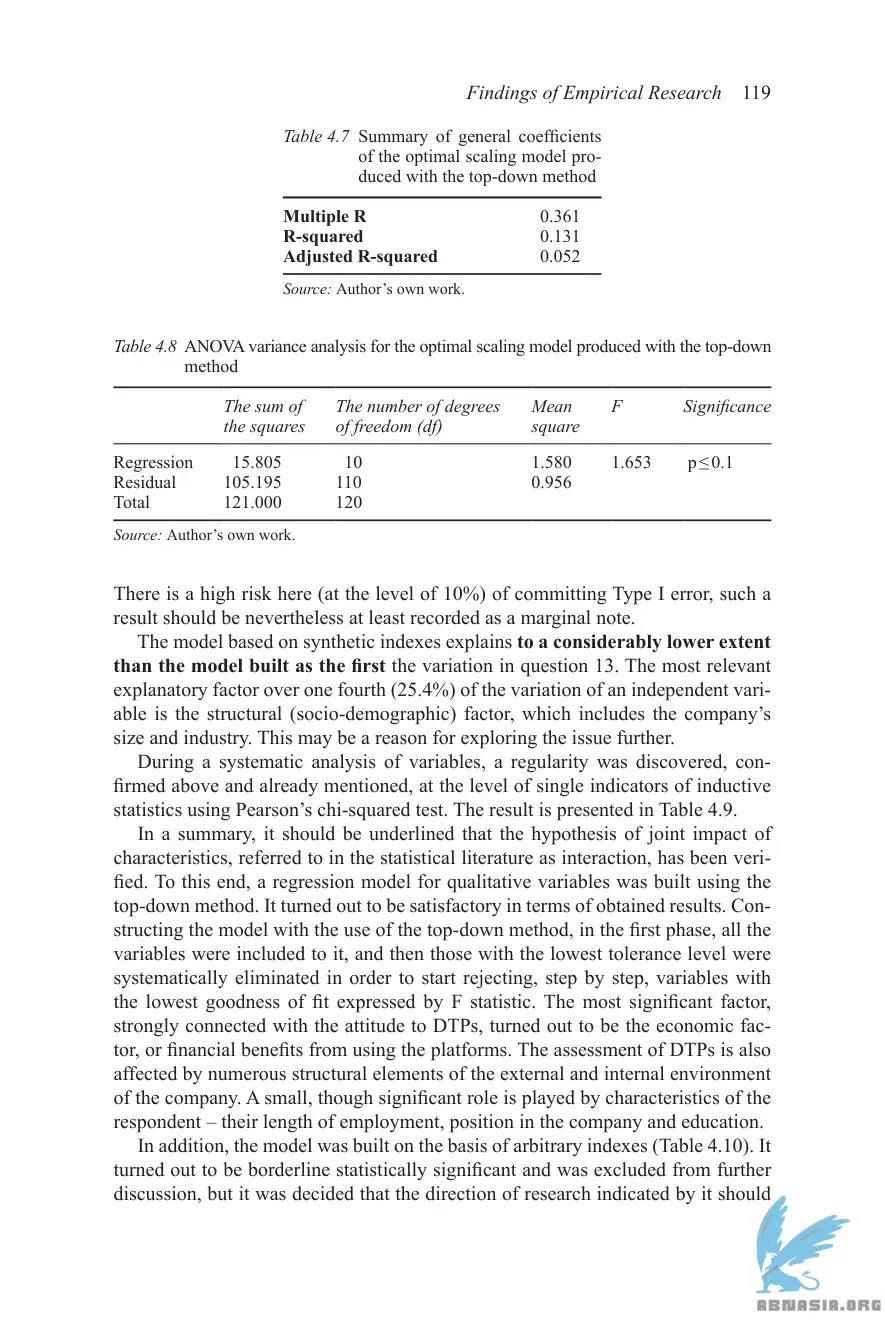 Findings of Empirical Research 119
Table 4.7 Summary of general coefficients
of the optimal scaling model pro-
duced with the top-down method
Multiple R 0.361
R-squared 0.131
Adjusted R-squared 0.052
Source: Author’s own work.
Table 4.8 ANOVA variance analysis for the optimal scaling model produced with the top-down
method
The sum of The number of degrees Mean F Significance
the squares of freedom (df) square
Regression 15.805 10 1.580 1.653 p≤0.1
Residual 105.195 110 0.956
Total 121.000 120
Source: Author’s own work.
There is a high risk here (at the level of 10%) of committing Type I error, such a
result should be nevertheless at least recorded as a marginal note.
The model based on synthetic indexes explains to a considerably lower extent
than the model built as the first the variation in question 13. The most relevant
explanatory factor over one fourth (25.4%) of the variation of an independent vari-
able is the structural (socio-demographic) factor, which includes the company’s
size and industry. This may be a reason for exploring the issue further.
During a systematic analysis of variables, a regularity was discovered, con-
firmed above and already mentioned, at the level of single indicators of inductive
statistics using Pearson’s chi-squared test. The result is presented in Table 4.9.
In a summary, it should be underlined that the hypothesis of joint impact of
characteristics, referred to in the statistical literature as interaction, has been veri-
fied. To this end, a regression model for qualitative variables was built using the
top-down method. It turned out to be satisfactory in terms of obtained results. Con-
structing the model with the use of the top-down method, in the first phase, all the
variables were included to it, and then those with the lowest tolerance level were
systematically eliminated in order to start rejecting, step by step, variables with
the lowest goodness of fit expressed by F statistic. The most significant factor,
strongly connected with the attitude to DTPs, turned out to be the economic fac-
tor, or financial benefits from using the platforms. The assessment of DTPs is also
affected by numerous structural elements of the external and internal environment
of the company. A small, though significant role is played by characteristics of the
respondent – their length of employment, position in the company and education.
In addition, the model was built on the basis of arbitrary indexes (Table 4.10). It
turned out to be borderline statistically significant and was excluded from further
discussion, but it was decided that the direction of research indicated by it should
ABNASIA.ORG